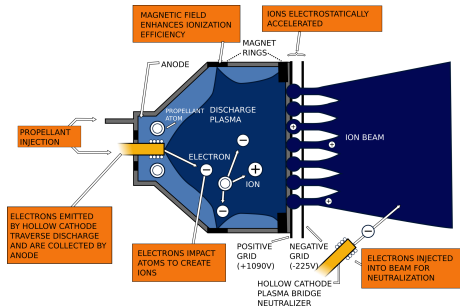 MAGNETIC FIELD
ENHANCES IONIZATION
EFFICIENCY
IONS ELECTROSTATICALLY
ACCELERATED
MAGNET
RINGS
ANODE
PROPELLANT
ATOM
DISCHARGE
PLASMA
PROPELLANT
INJECTION
ION BEAM
ELECTRON
ION
ELECTRONS EMITTED
BY HOLLOW CATHODE
TRAVERSE DISCHARGE
AND ARE COLLECTED BY
ANODE
ELECTRONS IMPACT
ATOMS TO CREATE
IONS
POSITIVE
GRID
(+1090V)
NEGATIVE
GRID
(-225V)
ELECTRONS INJECTED
INTO BEAM FOR
NEUTRALIZATION
HOLLOW CATHODE
PLASMA BRIDGE
NEUTRALIZER